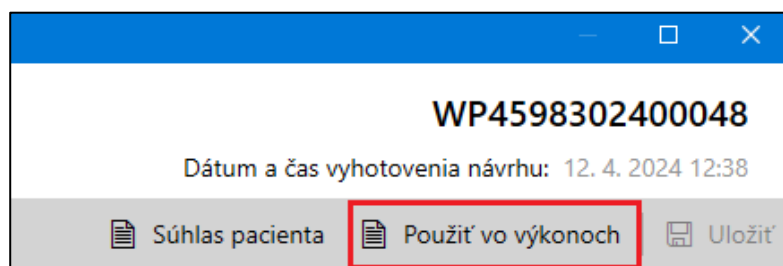 WP4598302400048
Dátum a čas vyhotovenia návrhu: 12. 4. 2024 12:38
Súhlas pacienta Použiť vo výkonoch Uložiť